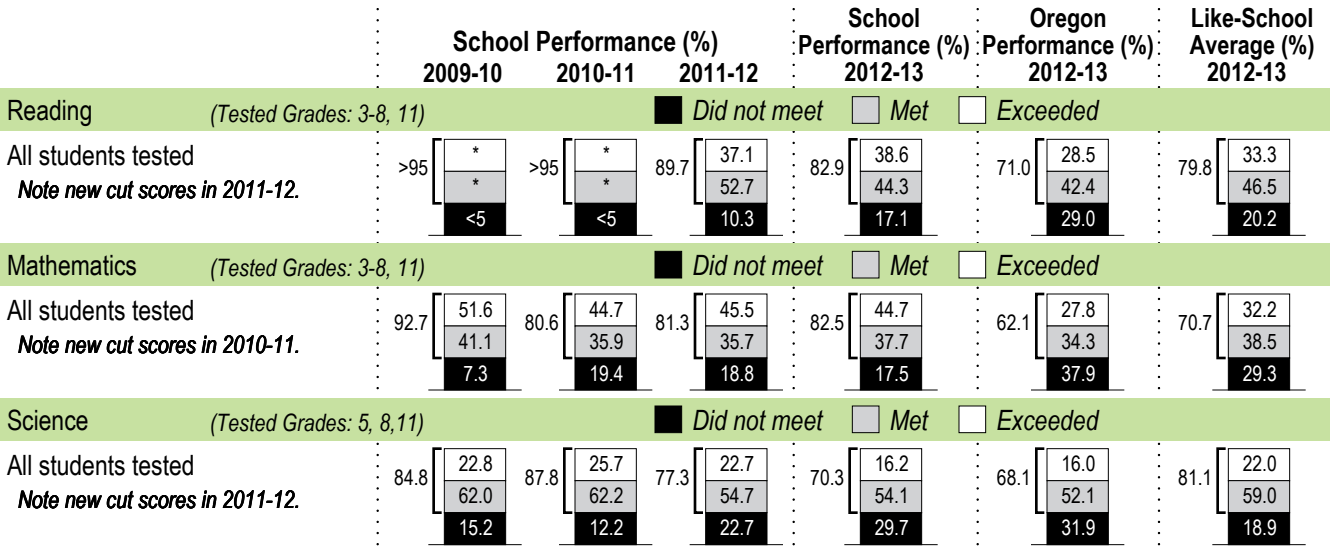 School Performance (%)
2009-10 2010-11 2011-12
School
Performance (%)
2012-13
Oregon
Performance (%)
2012-13
Like-School
Average (%)
2012-13
Reading (Tested Grades: 3-8, 11) Did not meet Met Exceeded
All students tested
Note new cut scores in 2011-12.
>95 * * <5
>95 * * <5
89.7 37.1 52.7 10.3
82.9 38.6 44.3 17.1
71.0 28.5 42.4 29.0
79.8 33.3 46.5 20.2
Mathematics (Tested Grades: 3-8, 11) Did not meet Met Exceeded
All students tested
Note new cut scores in 2010-11.
92.7 51.6 41.1 7.3
80.6 44.7 35.9 19.4
81.3 45.5 35.7 18.8
82.5 44.7 37.7 17.5
62.1 27.8 34.3 37.9
70.7 32.2 38.5 29.3
Science (Tested Grades: 5, 8,11) Did not meet Met Exceeded
All students tested
Note new cut scores in 2011-12.
84.8 22.8 62.0 15.2
87.8 25.7 62.2 12.2
77.3 22.7 54.7 22.7
70.3 16.2 54.1 29.7
68.1 16.0 52.1 31.9
81.1 22.0 59.0 18.9